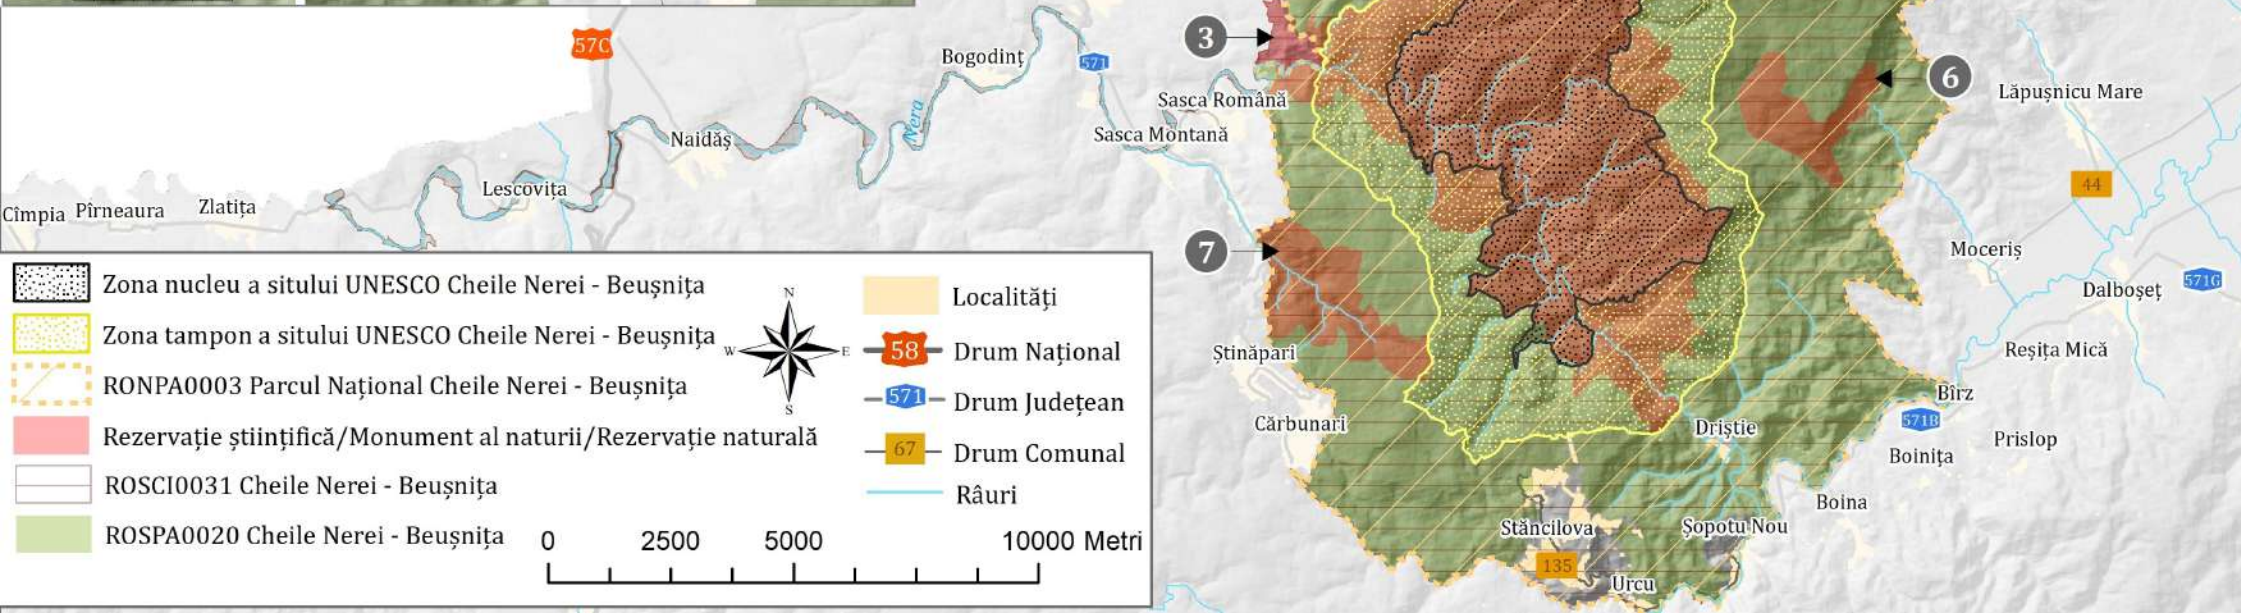 57C
Bogodinț
571
Nera
Naidăș
Lescovița
Cîmpia
Pîrneaura
Zlatița
3
Sasca Română
Sasca Montană
6
Lăpușnicu Mare
44
7
Moceriș
Dalboșeț
571G
Știnăpari
Reșița Mică
Cărbunari
Bîrz
571B
Driștie
Prislop
Boinița
Boina
Stăncilova
Șopotu Nou
135
Urcu
Zona nucleu a sitului UNESCO Cheile Nerei - Beușnița
Zona tampon a sitului UNESCO Cheile Nerei - Beușnița
RONPA0003 Parcul Național Cheile Nerei - Beușnița
Rezervație științifică/Monument al naturii/Rezervație naturală
ROSCI0031 Cheile Nerei - Beușnița
ROSPA0020 Cheile Nerei - Beușnița
N
W E
S
Localități
58 Drum Național
571 Drum Județean
67 Drum Comunal
Râuri
0 2500 5000 10000 Metri